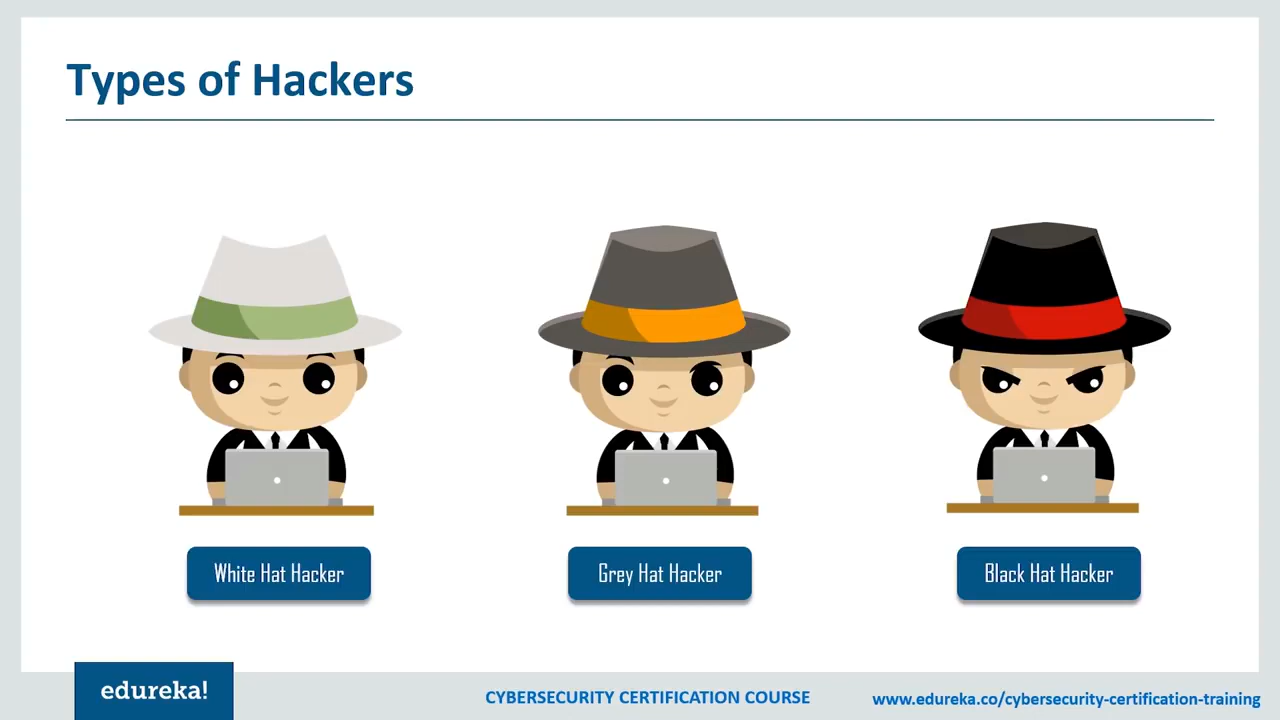 Types of Hackers
White Hat Hacker
Grey Hat Hacker
Black Hat Hacker
edureka!
CYBERSECURITY CERTIFICATION COURSE
www.edureka.co/cybersecurity-certification-training